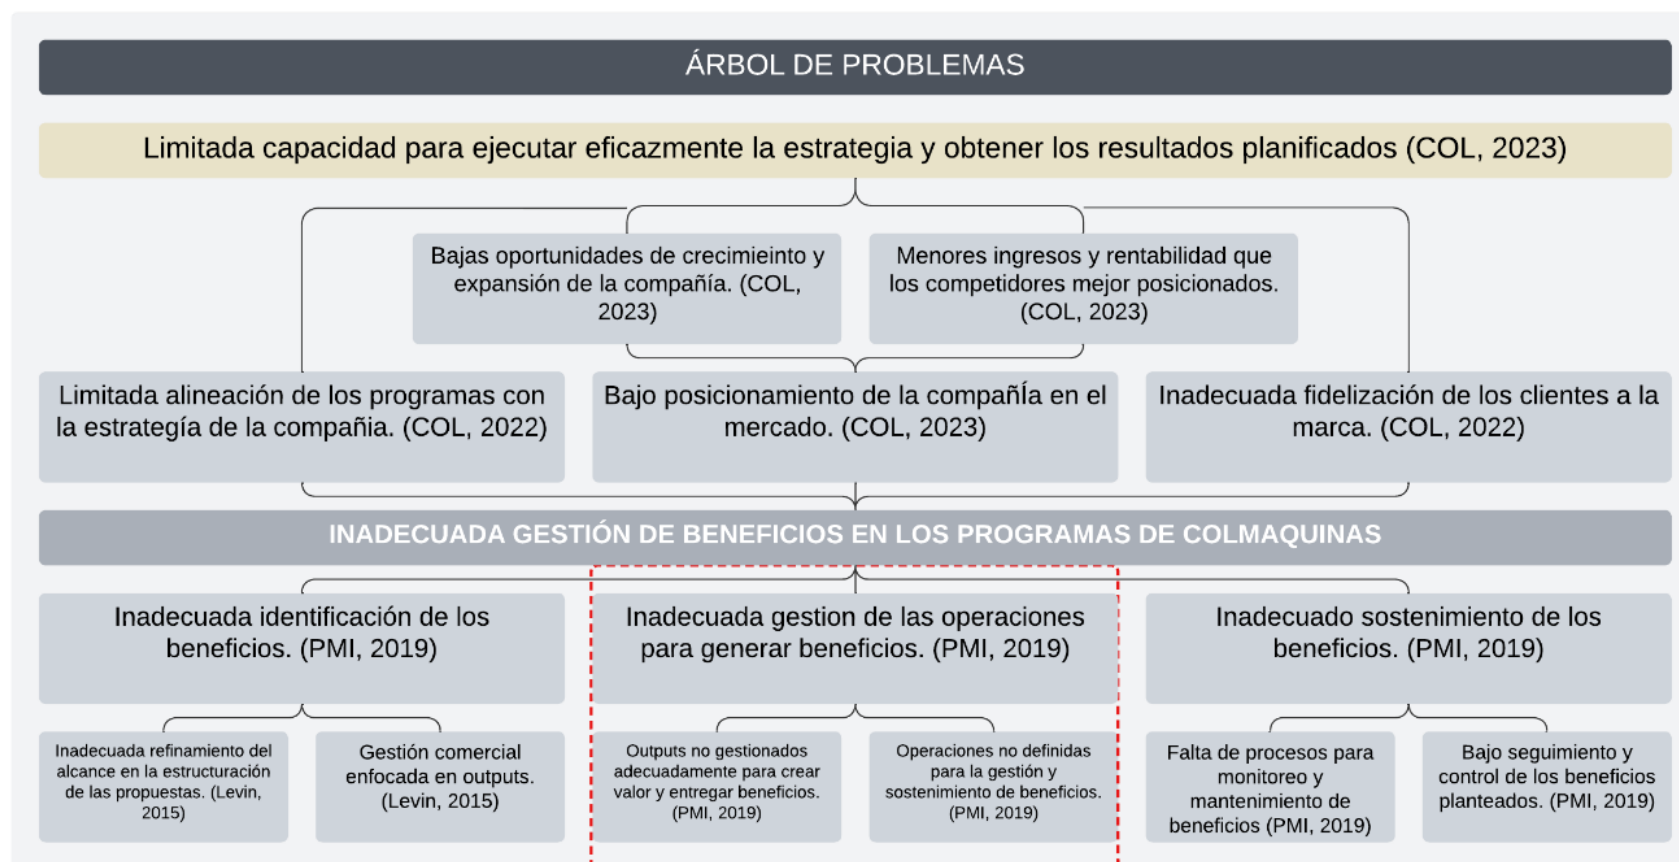 ÁRBOL DE PROBLEMAS
Limitada capacidad para ejecutar eficazmente la estrategia y obtener los resultados planificados (COL, 2023)
Bajas oportunidades de crecimieinto y
expansión de la compañía. (COL,
2023)
Menores ingresos y rentabilidad que
los competidores mejor posicionados.
(COL, 2023)
Limitada alineación de los programas con
la estrategía de la compañia. (COL, 2022)
Bajo posicionamiento de la compañÍa en el
mercado. (COL, 2023)
Inadecuada fidelización de los clientes a la
marca. (COL, 2022)
INADECUADA GESTIÓN DE BENEFICIOS EN LOS PROGRAMAS DE COLMAQUINAS
Inadecuada identificación de los
beneficios. (PMI, 2019)
Inadecuada gestion de las operaciones
para generar beneficios. (PMI, 2019)
Inadecuado sostenimiento de los
beneficios. (PMI, 2019)
Inadecuada refinamiento del
alcance en la estructuración
de las propuestas. (Levin,
2015)
Gestión comercial
enfocada en outputs.
(Levin, 2015)
Outputs no gestionados
adecuadamente para crear
valor y entregar beneficios.
(PMI, 2019)
Operaciones no definidas
para la gestión y
sostenimiento de beneficios.
(PMI, 2019)
Falta de procesos para
monitoreo y
mantenimiento de
beneficios (PMI, 2019)
Bajo seguimiento y
control de los beneficios
planteados. (PMI, 2019)